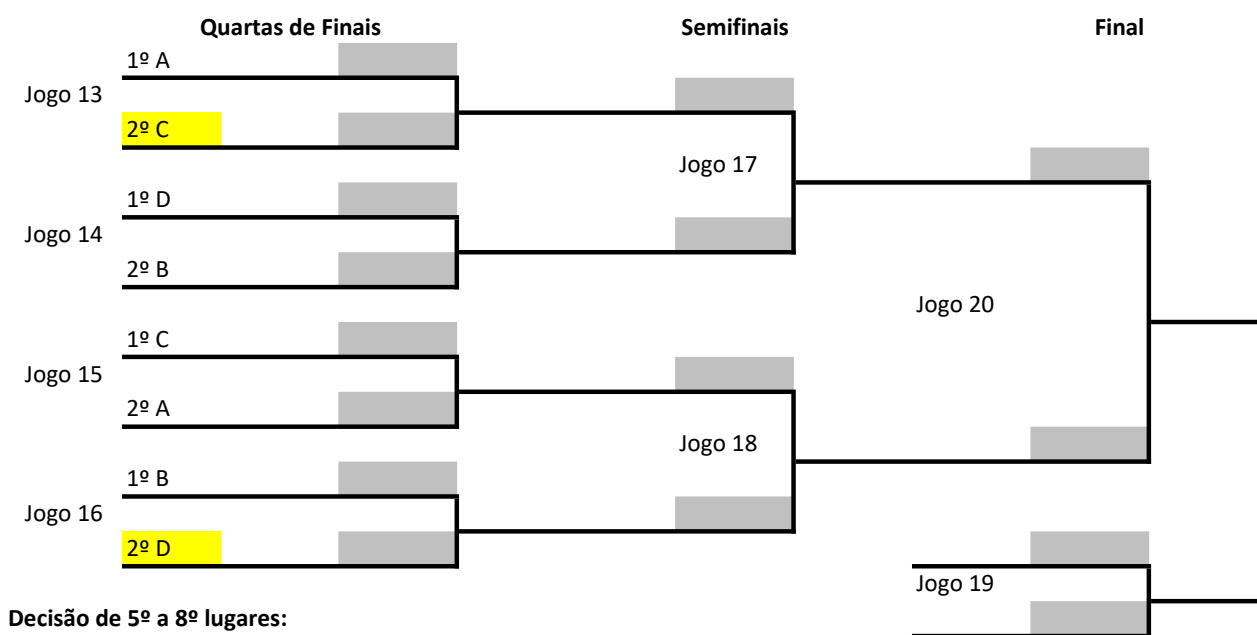 Quartas de Finais
Semifinais
Final
1º A
Jogo 13
2º C
Jogo 17
1º D
Jogo 14
2º B
Jogo 20
1º C
Jogo 15
2º A
Jogo 18
1º B
Jogo 16
2º D
Jogo 19
Decisão de 5º a 8º lugares: